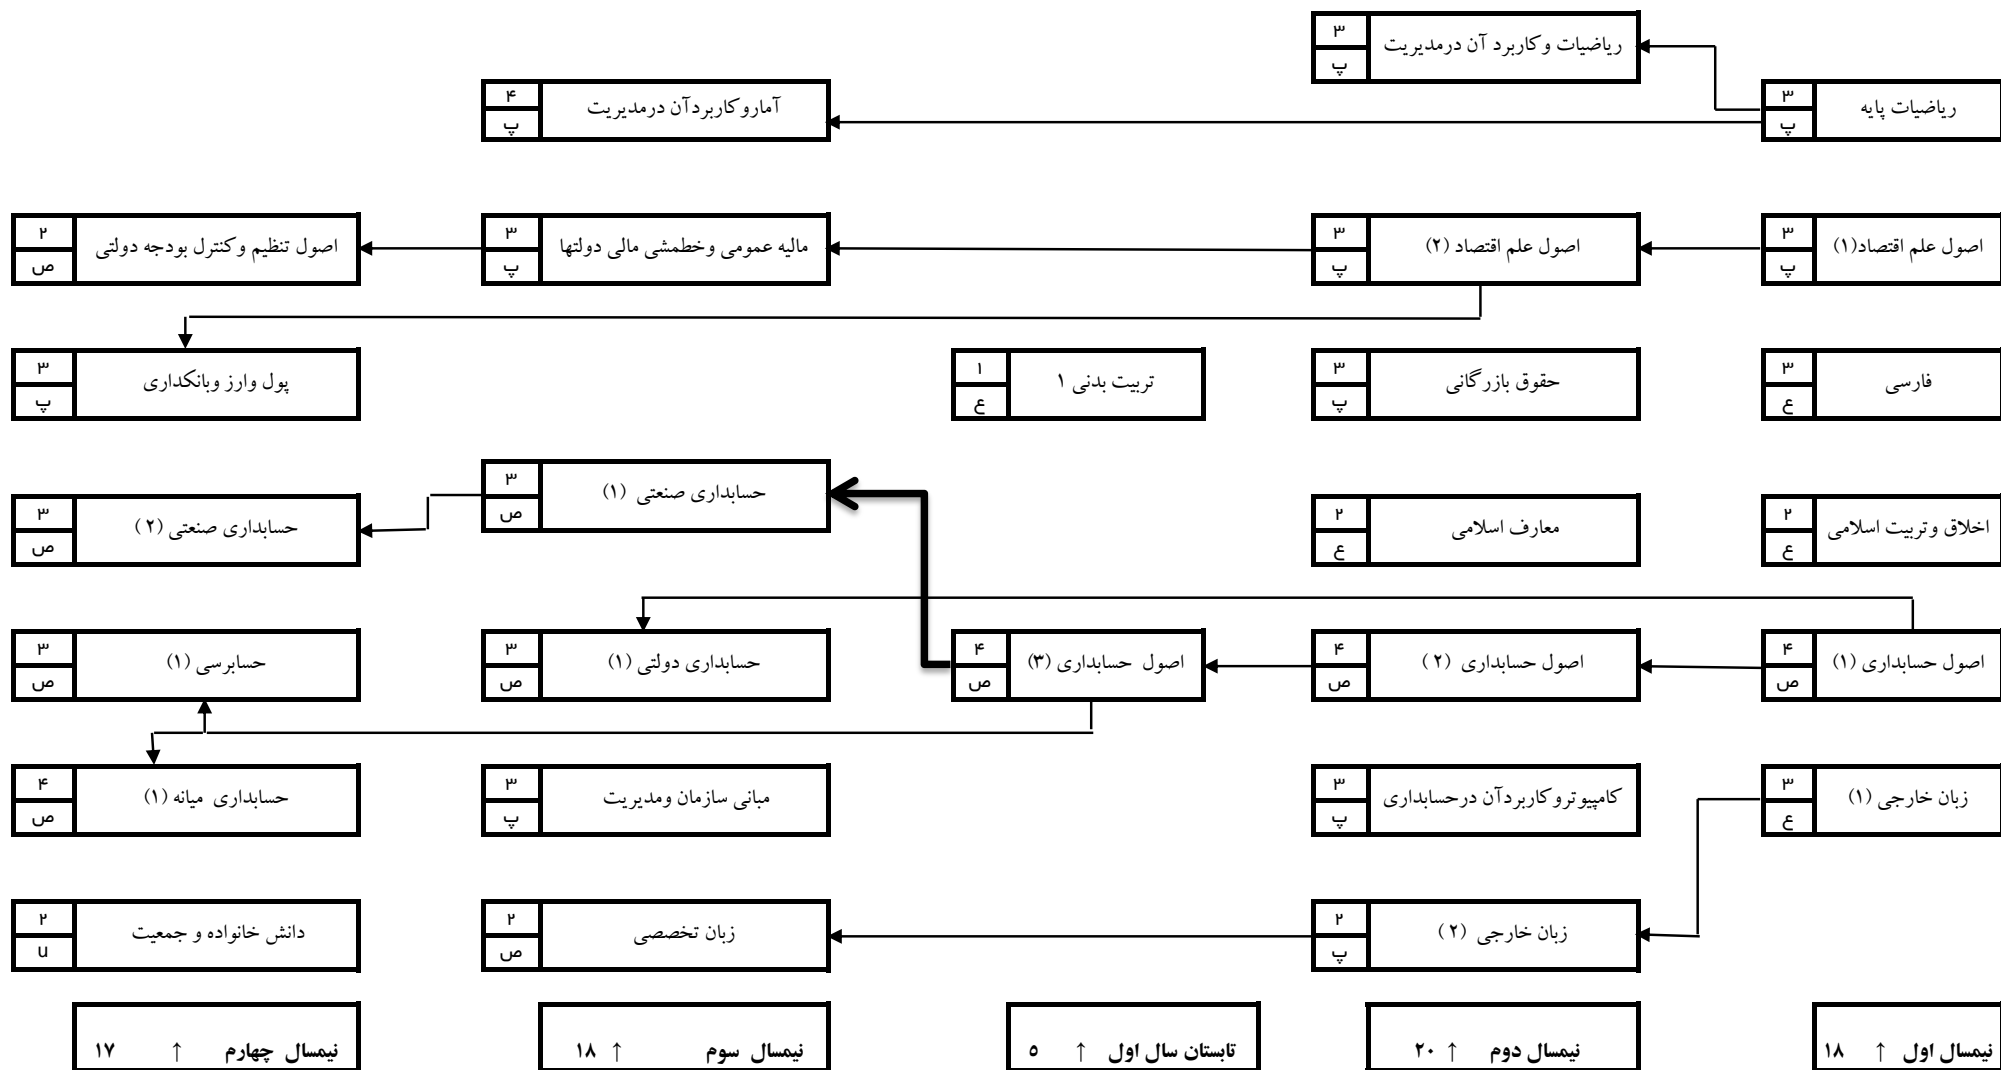 ریاضیات وکاربرد آن درمدیریت
۳
پ
ریاضیات پایه
۳
پ
آماروکاربردآن درمدیریت
۴
پ
اصول علم اقتصاد(۱)
۳
پ
اصول علم اقتصاد (۲)
۳
پ
مالیه عمومی وخطمشی مالی دولتها
۳
پ
اصول تنظیم وکنترل بودجه دولتی
۲
ص
فارسی
۳
ع
حقوق بازرگانی
۳
پ
تربیت بدنی ۱
۱
ع
پول وارز وبانکداری
۳
پ
اخلاق وتربیت اسلامی
۲
ع
معارف اسلامی
۲
ع
حسابداری صنعتی (۱)
۳
ص
حسابداری صنعتی (۲)
۳
ص
اصول حسابداری (۱)
۴
ص
اصول حسابداری (۲)
۴
ص
اصول حسابداری (۳)
۴
ص
حسابداری دولتی (۱)
۳
ص
حسابرسی (۱)
۳
ص
زبان خارجی (۱)
۳
ع
کامپیوتروکاربردآن درحسابداری
۳
پ
مبانی سازمان ومدیریت
۳
پ
حسابداری میانه (۱)
۴
ص
زبان خارجی (۲)
۲
پ
زبان تخصصی
۲
ص
دانش خانواده و جمعیت
۲
u
نیمسال اول ↑ ۱۸
نیمسال دوم ↑ ۲۰
تابستان سال اول ↑ ۵
نیمسال سوم ↑ ۱۸
نیمسال چهارم ↑ ۱۷